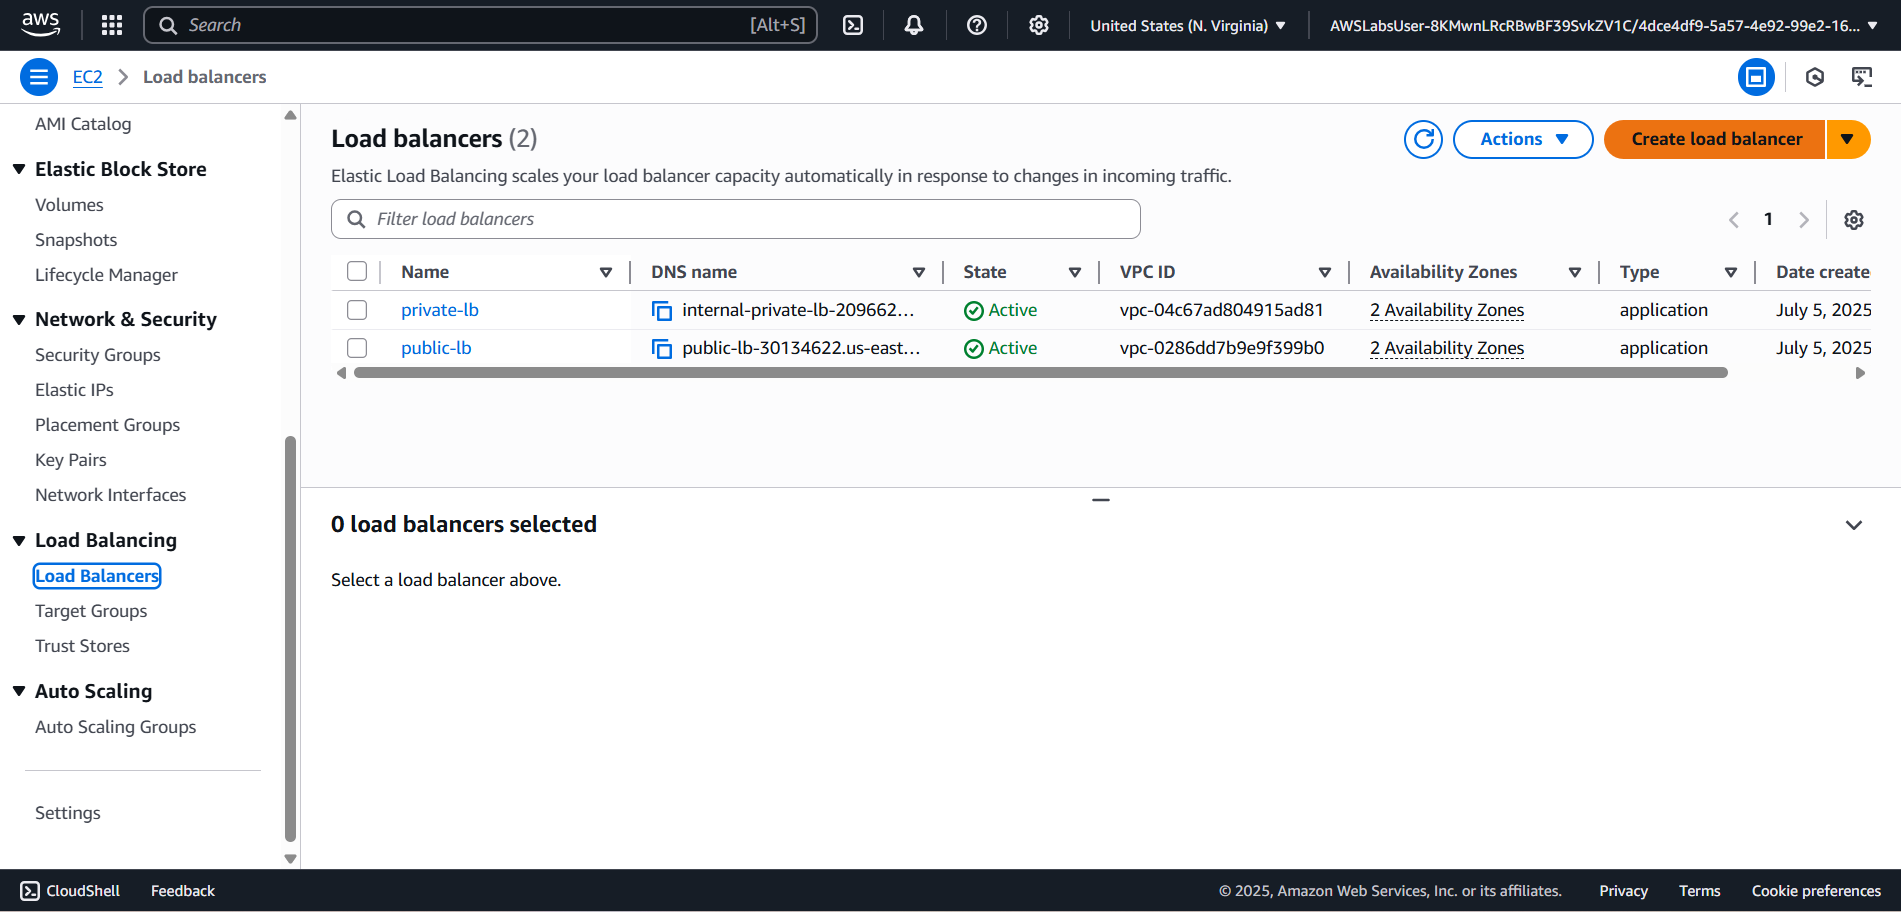 aws
Search [Alt+S]
United States (N. Virginia)
AWSLabsUser-8KMwnLRcRBwBF39SvkZV1C/4dce4df9-5a57-4e92-99e2-16...
EC2 > Load balancers
AMI Catalog
Elastic Block Store
Volumes
Snapshots
Lifecycle Manager
Network & Security
Security Groups
Elastic IPs
Placement Groups
Key Pairs
Network Interfaces
Load Balancing
Load Balancers
Target Groups
Trust Stores
Auto Scaling
Auto Scaling Groups
Settings
Load balancers (2)
Actions
Create load balancer
Elastic Load Balancing scales your load balancer capacity automatically in response to changes in incoming traffic.
Filter load balancers
1
Name DNS name State VPC ID Availability Zones Type Date create
private-lb internal-private-lb-209662... Active vpc-04c67ad804915ad81 2 Availability Zones application July 5, 2025
public-lb public-lb-30134622.us-east... Active vpc-0286dd7b9e9f399b0 2 Availability Zones application July 5, 2025
0 load balancers selected
Select a load balancer above.
CloudShell Feedback
© 2025, Amazon Web Services, Inc. or its affiliates. Privacy Terms Cookie preferences